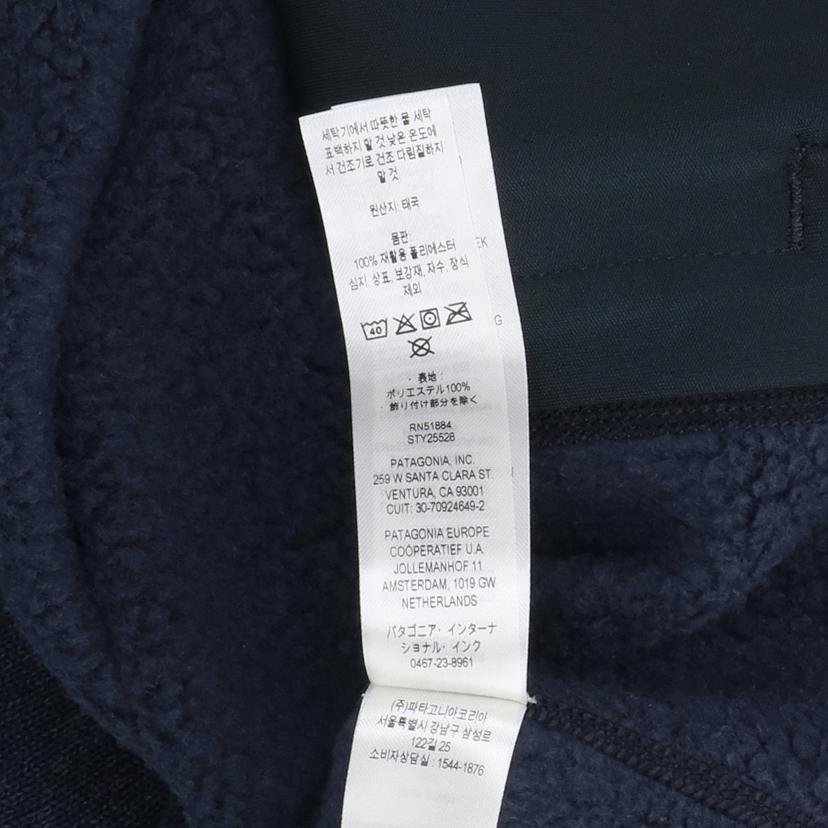 세탁기에서 따뜻한 물 세탁
표백하지 말 것 낮은 온도에
서 건조기로 건조 다림질하지
말 것
원산지: 태국
몸판:
100% 재활용 폴리에스터
심지, 상표, 보강재, 자수, 장식
제외
EK
40
G
・表地:
ポリエステル100%
・飾り付け部分を除く
RN51884
STY25528
PATAGONIA, INC.
259 W SANTA CLARA ST.
VENTURA, CA 93001
CUIT: 30-70924649-2
PATAGONIA EUROPE
COÖPERATIEF U.A.
JOLLEMANHOF 11
AMSTERDAM, 1019 GW
NETHERLANDS
パタゴニア・インターナ
ショナル・インク
0467-23-8961
(주)파타고니아코리아
서울특별시 강남구 삼성로
122길 25
소비자상담실 : 1544-1876